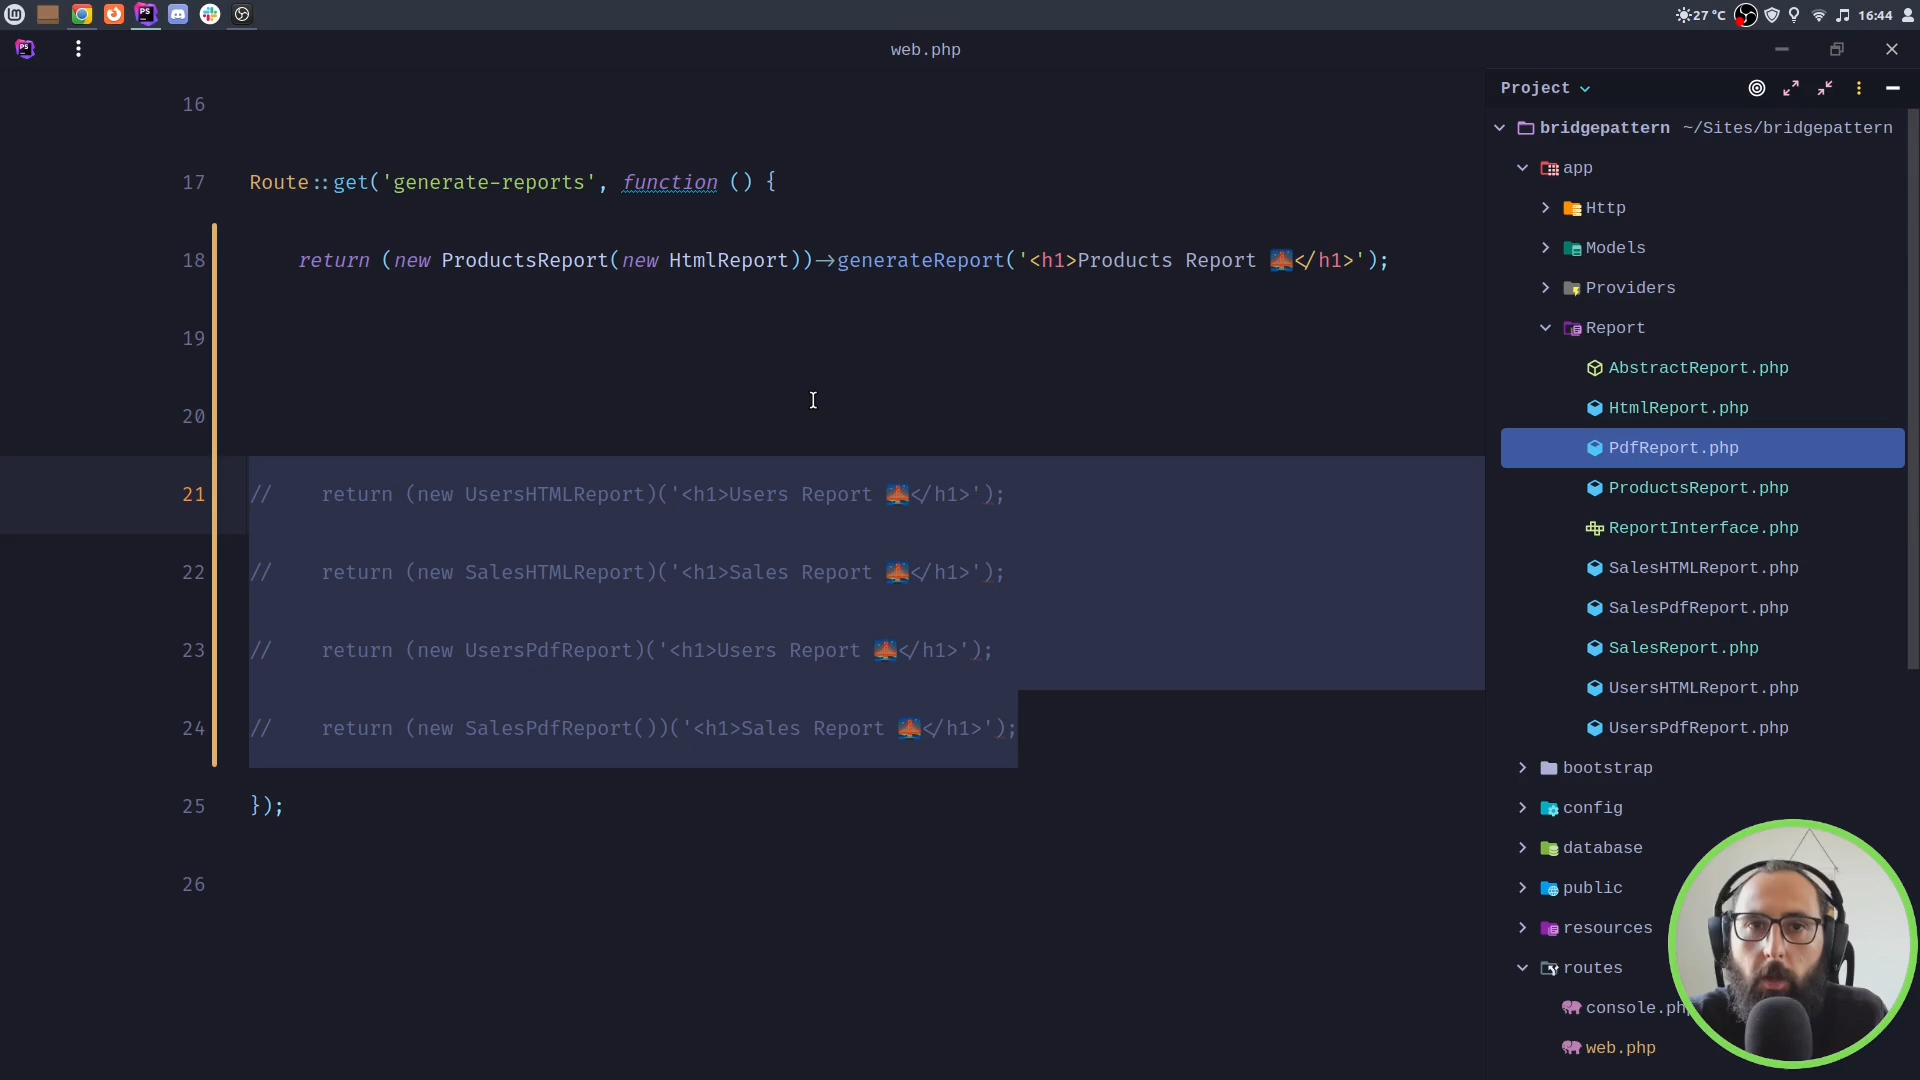 27 °C
16:44
PS
web.php
16
17 Route::get('generate-reports', function () {
18 return (new ProductsReport(new HtmlReport))->generateReport('<h1>Products Report 🌉</h1>');
19
20
21 // return (new UsersHTMLReport)('<h1>Users Report 🌉</h1>');
22 // return (new SalesHTMLReport)('<h1>Sales Report 🌉</h1>');
23 // return (new UsersPdfReport)('<h1>Users Report 🌉</h1>');
24 // return (new SalesPdfReport())('<h1>Sales Report 🌉</h1>');
25 });
26
Project
bridgepattern ~/Sites/bridgepattern
app
Http
Models
Providers
Report
AbstractReport.php
HtmlReport.php
PdfReport.php
ProductsReport.php
ReportInterface.php
SalesHTMLReport.php
SalesPdfReport.php
SalesReport.php
UsersHTMLReport.php
UsersPdfReport.php
bootstrap
config
database
public
resources
routes
console.php
web.php